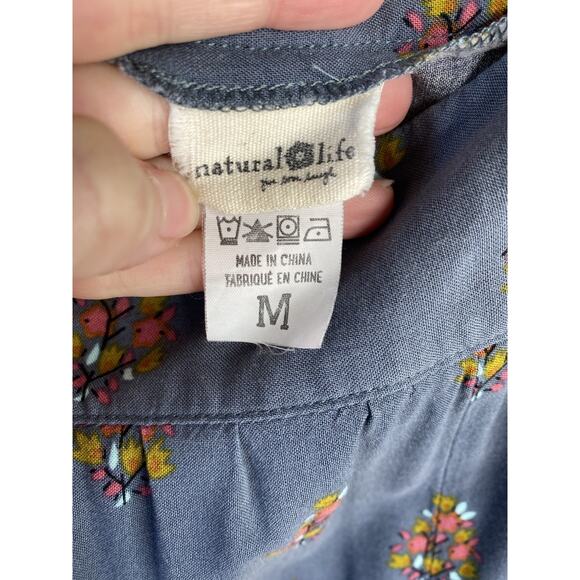 natural life
MADE IN CHINA
FABRIQUÉ EN CHINE
M